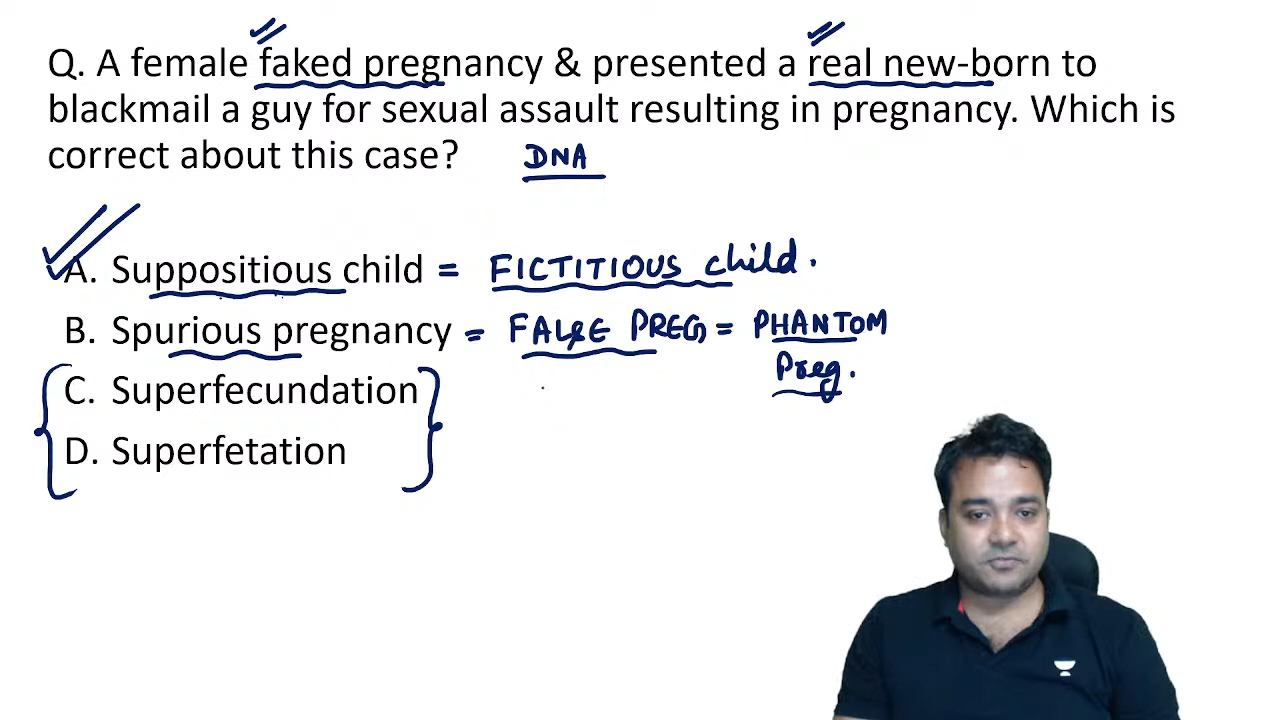 Q. A female faked pregnancy & presented a real new-born to
blackmail a guy for sexual assault resulting in pregnancy. Which is
correct about this case? DNA
A. Suppositious child = FICTITIOUS child.
B. Spurious pregnancy = FALSE PREG = PHANTOM
Preg.
C. Superfecundation
D. Superfetation